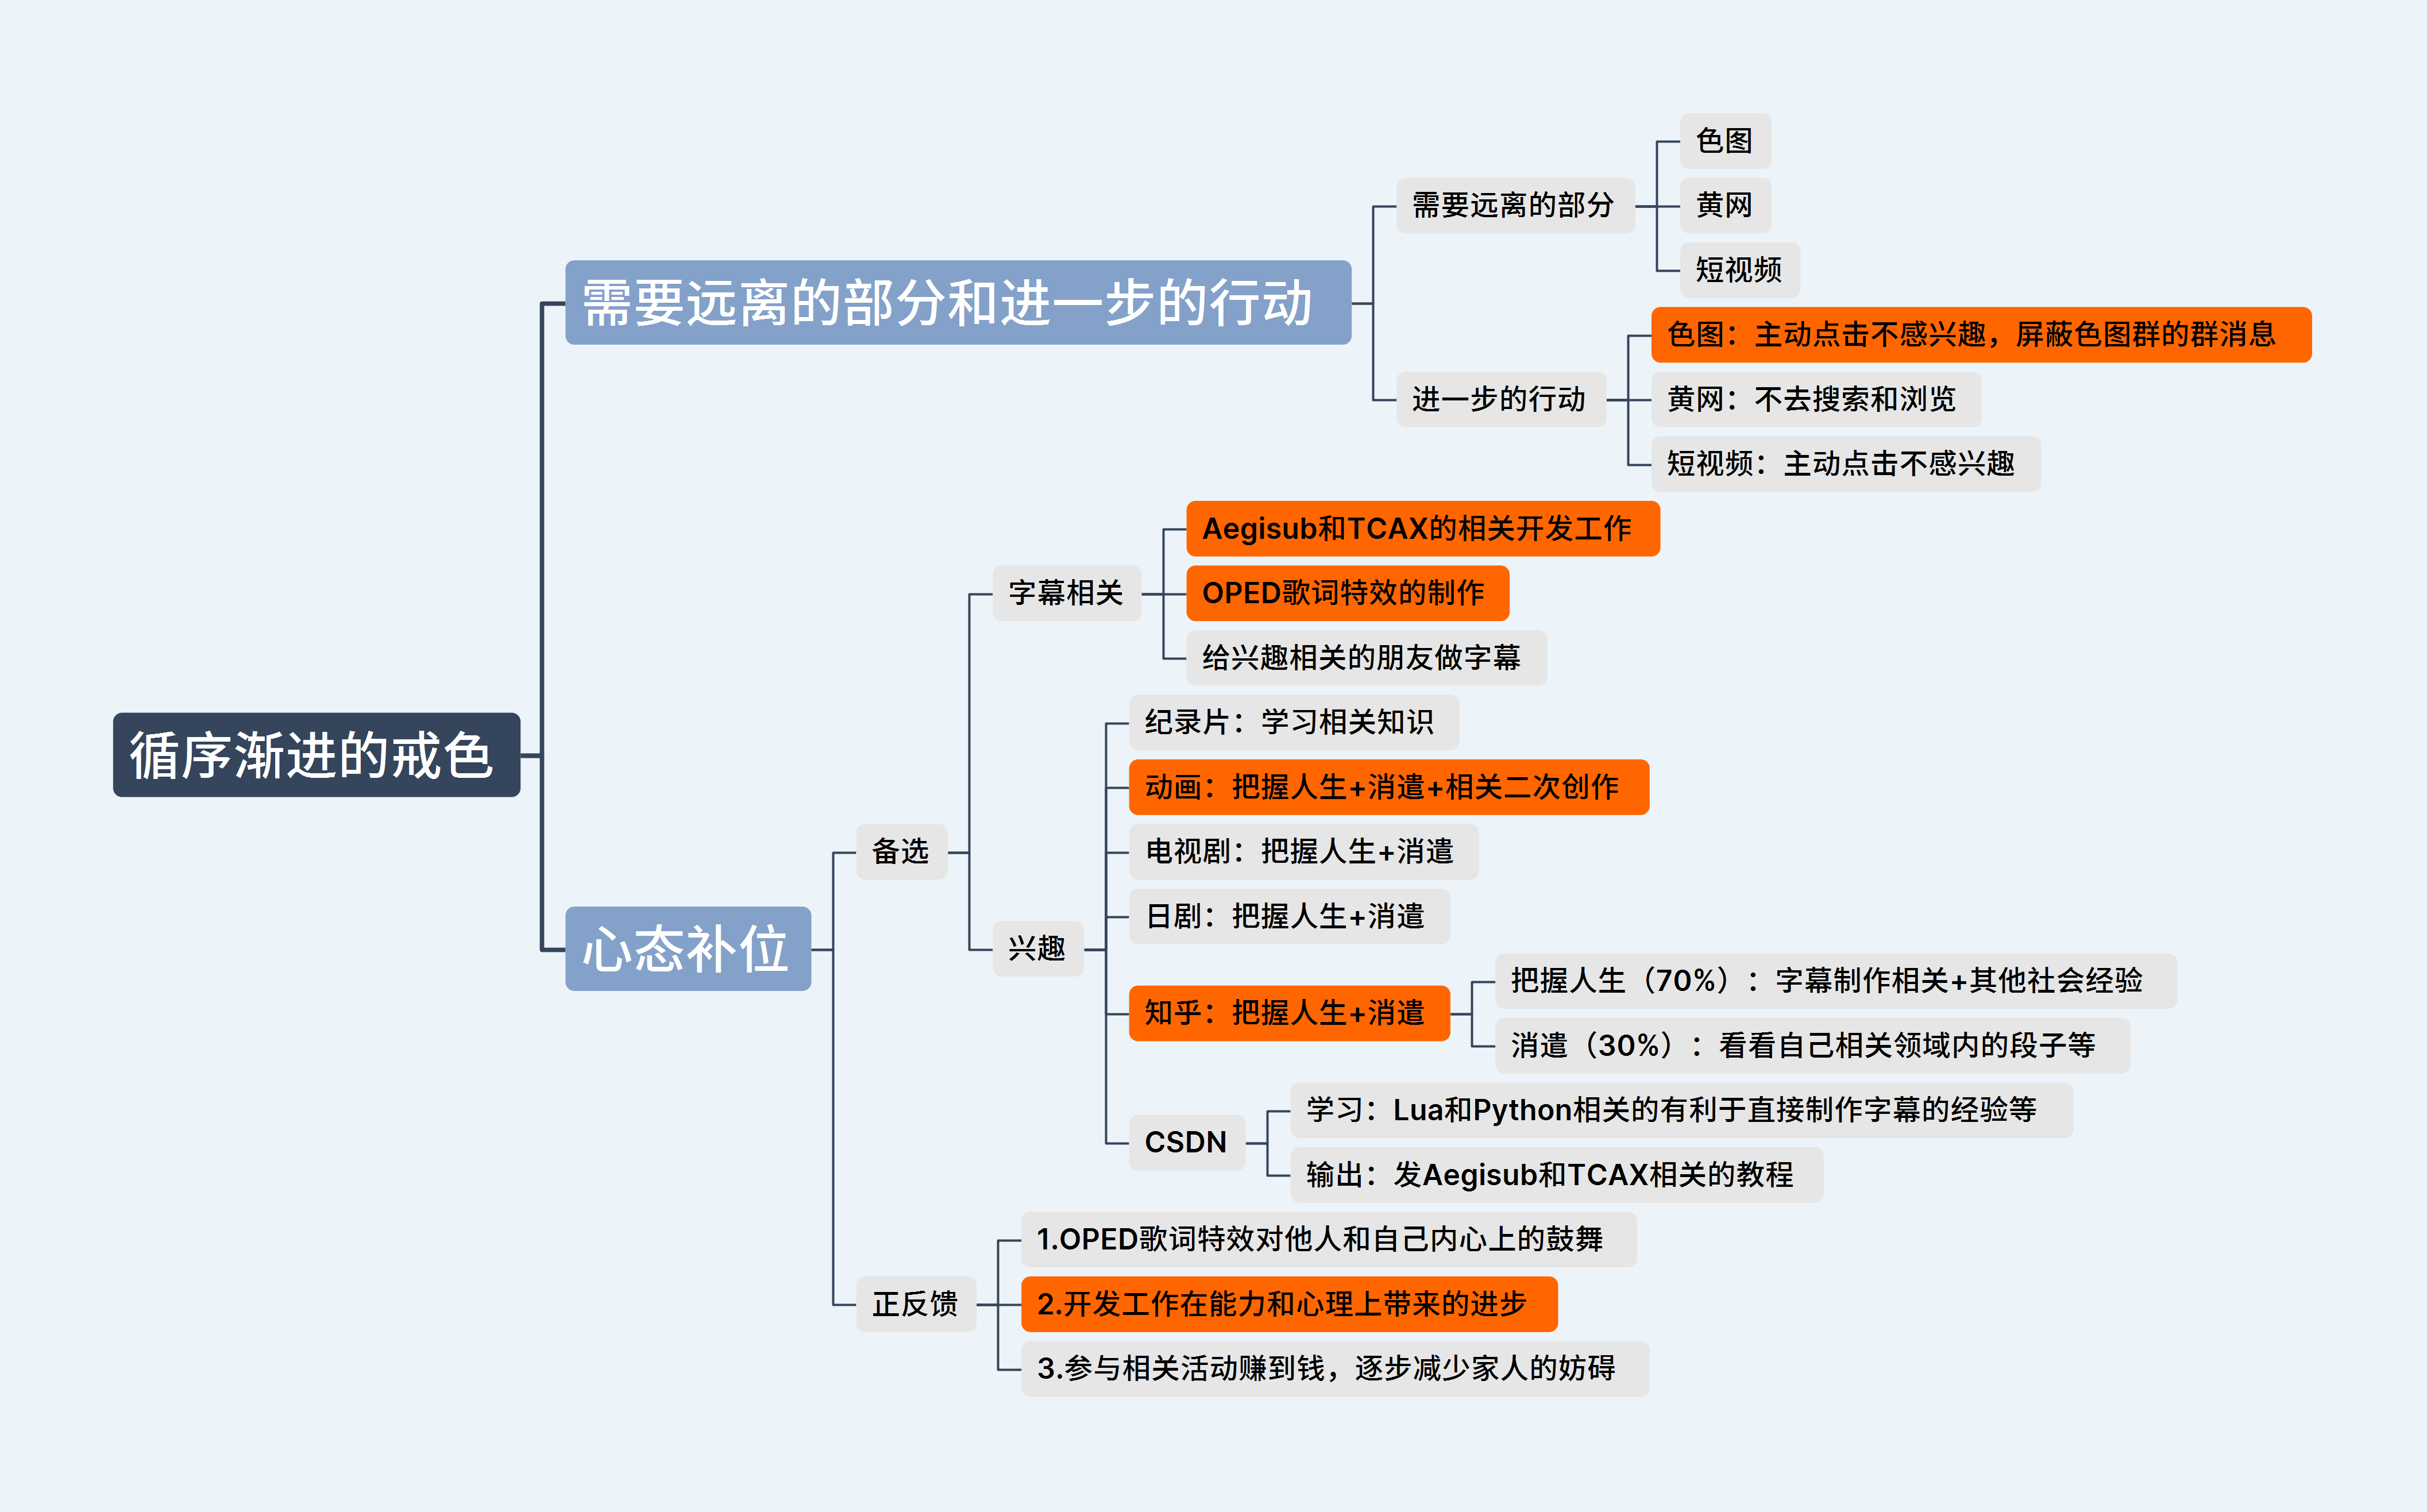 循序渐进的戒色
需要远离的部分和进一步的行动
需要远离的部分
色图
黄网
短视频
进一步的行动
色图：主动点击不感兴趣，屏蔽色图群的群消息
黄网：不去搜索和浏览
短视频：主动点击不感兴趣
心态补位
备选
字幕相关
Aegisub和TCAX的相关开发工作
OPED歌词特效的制作
给兴趣相关的朋友做字幕
兴趣
纪录片：学习相关知识
动画：把握人生+消遣+相关二次创作
电视剧：把握人生+消遣
日剧：把握人生+消遣
知乎：把握人生+消遣
把握人生（70%）：字幕制作相关+其他社会经验
消遣（30%）：看看自己相关领域内的段子等
CSDN
学习：Lua和Python相关的有利于直接制作字幕的经验等
输出：发Aegisub和TCAX相关的教程
正反馈
1.OPED歌词特效对他人和自己内心上的鼓舞
2.开发工作在能力和心理上带来的进步
3.参与相关活动赚到钱，逐步减少家人的妨碍